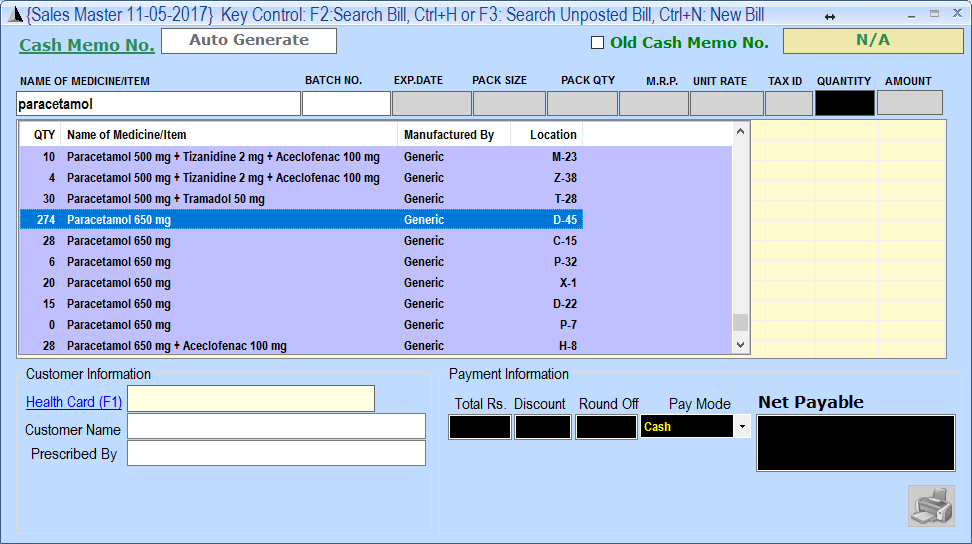 {Sales Master 11-05-2017} Key Control: F2:Search Bill, Ctrl+H or F3: Search Unposted Bill, Ctrl+N: New Bill
Cash Memo No. Auto Generate Old Cash Memo No. N/A
NAME OF MEDICINE/ITEM BATCH NO. EXP.DATE PACK SIZE PACK QTY M.R.P. UNIT RATE TAX ID QUANTITY AMOUNT
paracetamol
QTY Name of Medicine/Item Manufactured By Location
10 Paracetamol 500 mg + Tizanidine 2 mg + Aceclofenac 100 mg Generic M-23
4 Paracetamol 500 mg + Tizanidine 2 mg + Aceclofenac 100 mg Generic Z-38
30 Paracetamol 500 mg + Tramadol 50 mg Generic T-28
274 Paracetamol 650 mg Generic D-45
28 Paracetamol 650 mg Generic C-15
6 Paracetamol 650 mg Generic P-32
20 Paracetamol 650 mg Generic X-1
15 Paracetamol 650 mg Generic D-22
0 Paracetamol 650 mg Generic P-7
28 Paracetamol 650 mg + Aceclofenac 100 mg Generic H-8
Customer Information
Health Card (F1)
Customer Name
Prescribed By
Payment Information
Total Rs. Discount Round Off Pay Mode Net Payable
Cash